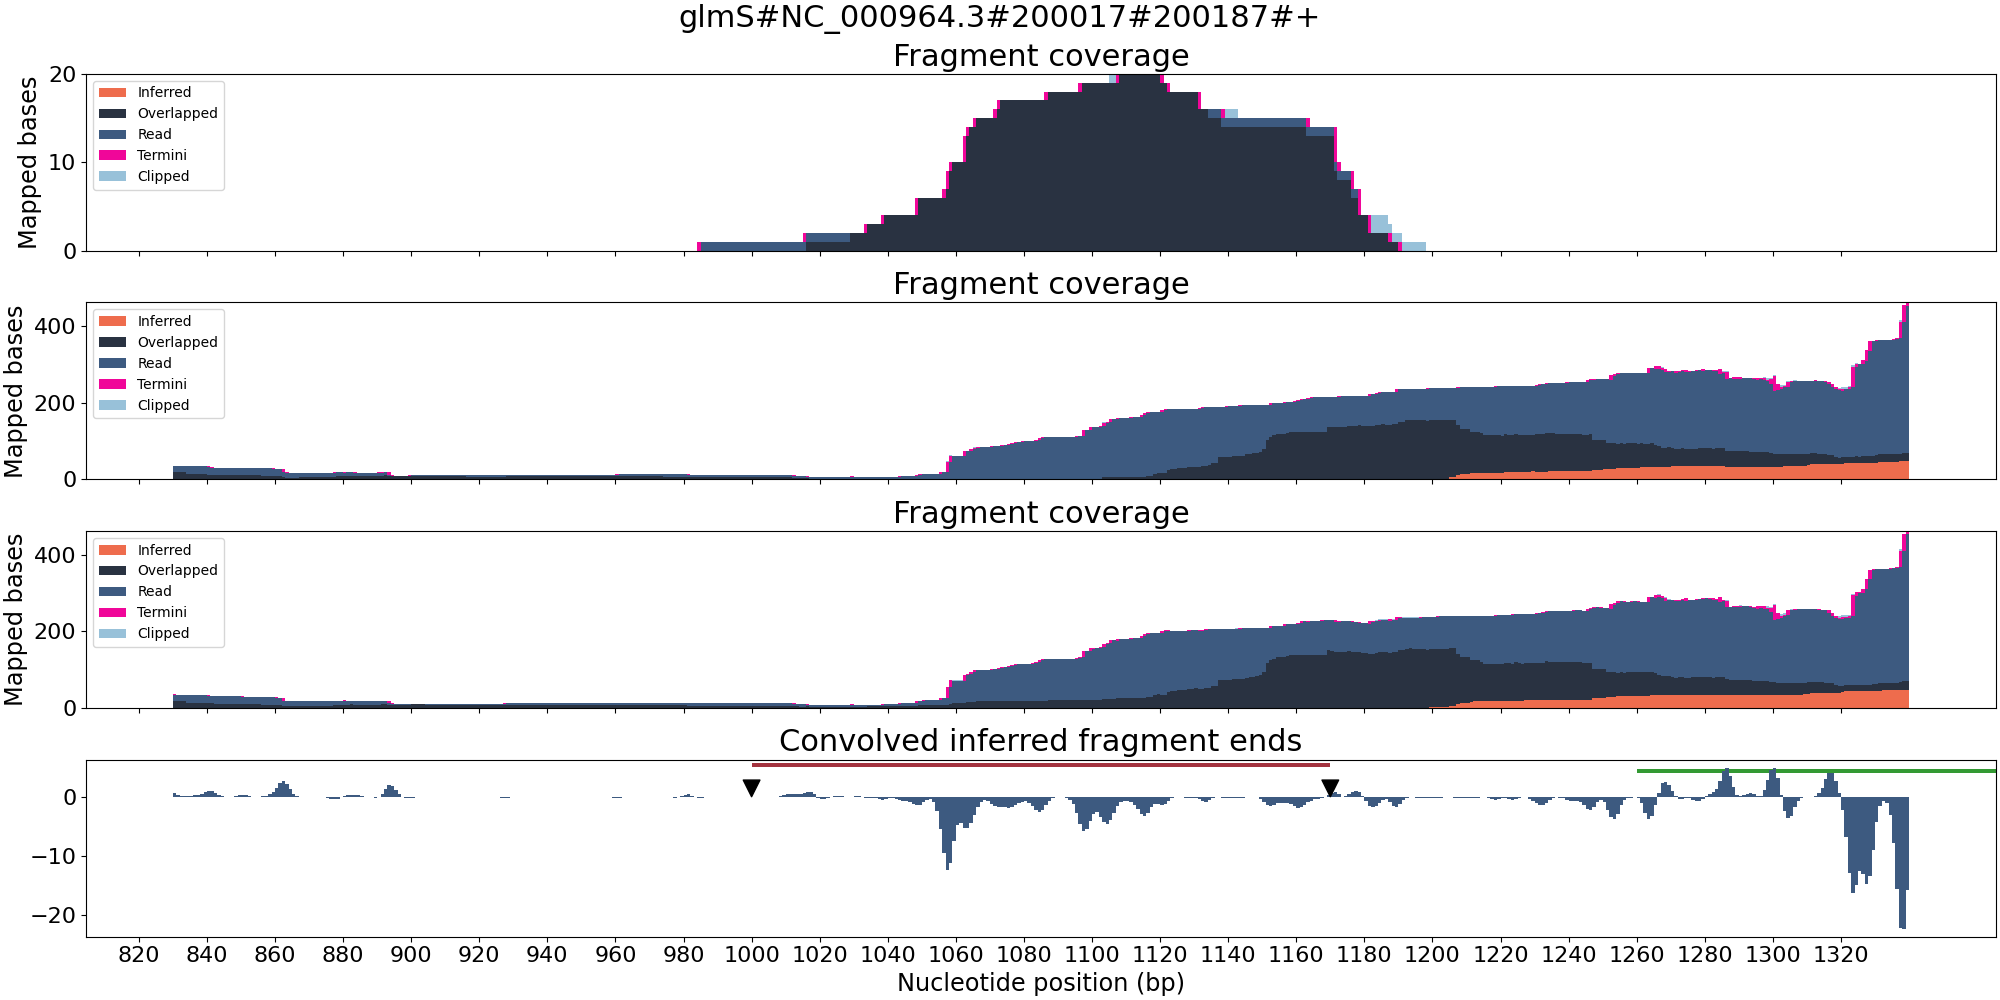 glmS#NC_000964.3#200017#200187#+
Fragment coverage
Mapped bases
20
10
0
Inferred
Overlapped
Read
Termini
Clipped
Fragment coverage
Mapped bases
400
200
0
Inferred
Overlapped
Read
Termini
Clipped
Fragment coverage
Mapped bases
400
200
0
Inferred
Overlapped
Read
Termini
Clipped
Convolved inferred fragment ends
0
−10
−20
820 840 860 880 900 920 940 960 980 1000 1020 1040 1060 1080 1100 1120 1140 1160 1180 1200 1220 1240 1260 1280 1300 1320
Nucleotide position (bp)